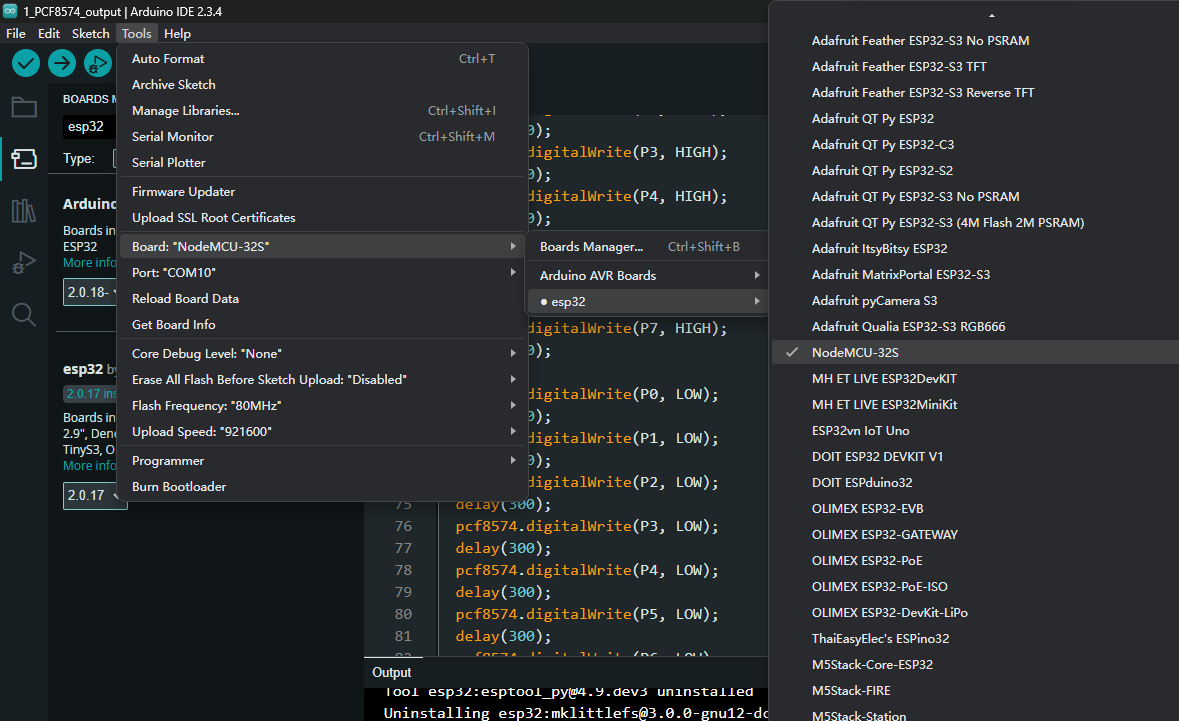 1_PCF8574_output | Arduino IDE 2.3.4
File Edit Sketch Tools Help
BOARDS M
esp32
Type:
Arduino
Boards in
ESP32
More info
2.0.18-
esp32 by
2.0.17 ins
Boards in
2.9", Dene
TinyS3, O
More info
2.0.17
Auto Format Ctrl+T
Archive Sketch
Manage Libraries... Ctrl+Shift+I
Serial Monitor Ctrl+Shift+M
Serial Plotter
Firmware Updater
Upload SSL Root Certificates
Board: "NodeMCU-32S"
Port: "COM10"
Reload Board Data
Get Board Info
Core Debug Level: "None"
Erase All Flash Before Sketch Upload: "Disabled"
Flash Frequency: "80MHz"
Upload Speed: "921600"
Programmer
Burn Bootloader
Boards Manager... Ctrl+Shift+B
Arduino AVR Boards
esp32
0);
digitalWrite(P3, HIGH);
0);
digitalWrite(P4, HIGH);
0);
digitalWrite(P7, HIGH);
0);
digitalWrite(P0, LOW);
0);
digitalWrite(P1, LOW);
0);
digitalWrite(P2, LOW);
75 delay(300);
76 pcf8574.digitalWrite(P3, LOW);
77 delay(300);
78 pcf8574.digitalWrite(P4, LOW);
79 delay(300);
80 pcf8574.digitalWrite(P5, LOW);
81 delay(300);
82 pcf8574.digitalWrite(P6, LOW)
Output
Tool esp32:esptool_py@4.9.dev3 uninstalled
Uninstalling esp32:mklittlefs@3.0.0-gnu12-dc
Adafruit Feather ESP32-S3 No PSRAM
Adafruit Feather ESP32-S3 TFT
Adafruit Feather ESP32-S3 Reverse TFT
Adafruit QT Py ESP32
Adafruit QT Py ESP32-C3
Adafruit QT Py ESP32-S2
Adafruit QT Py ESP32-S3 No PSRAM
Adafruit QT Py ESP32-S3 (4M Flash 2M PSRAM)
Adafruit ItsyBitsy ESP32
Adafruit MatrixPortal ESP32-S3
Adafruit pyCamera S3
Adafruit Qualia ESP32-S3 RGB666
NodeMCU-32S
MH ET LIVE ESP32DevKIT
MH ET LIVE ESP32MiniKit
ESP32vn IoT Uno
DOIT ESP32 DEVKIT V1
DOIT ESPduino32
OLIMEX ESP32-EVB
OLIMEX ESP32-GATEWAY
OLIMEX ESP32-PoE
OLIMEX ESP32-PoE-ISO
OLIMEX ESP32-DevKit-LiPo
ThaiEasyElec's ESPino32
M5Stack-Core-ESP32
M5Stack-FIRE
M5Stack-Station